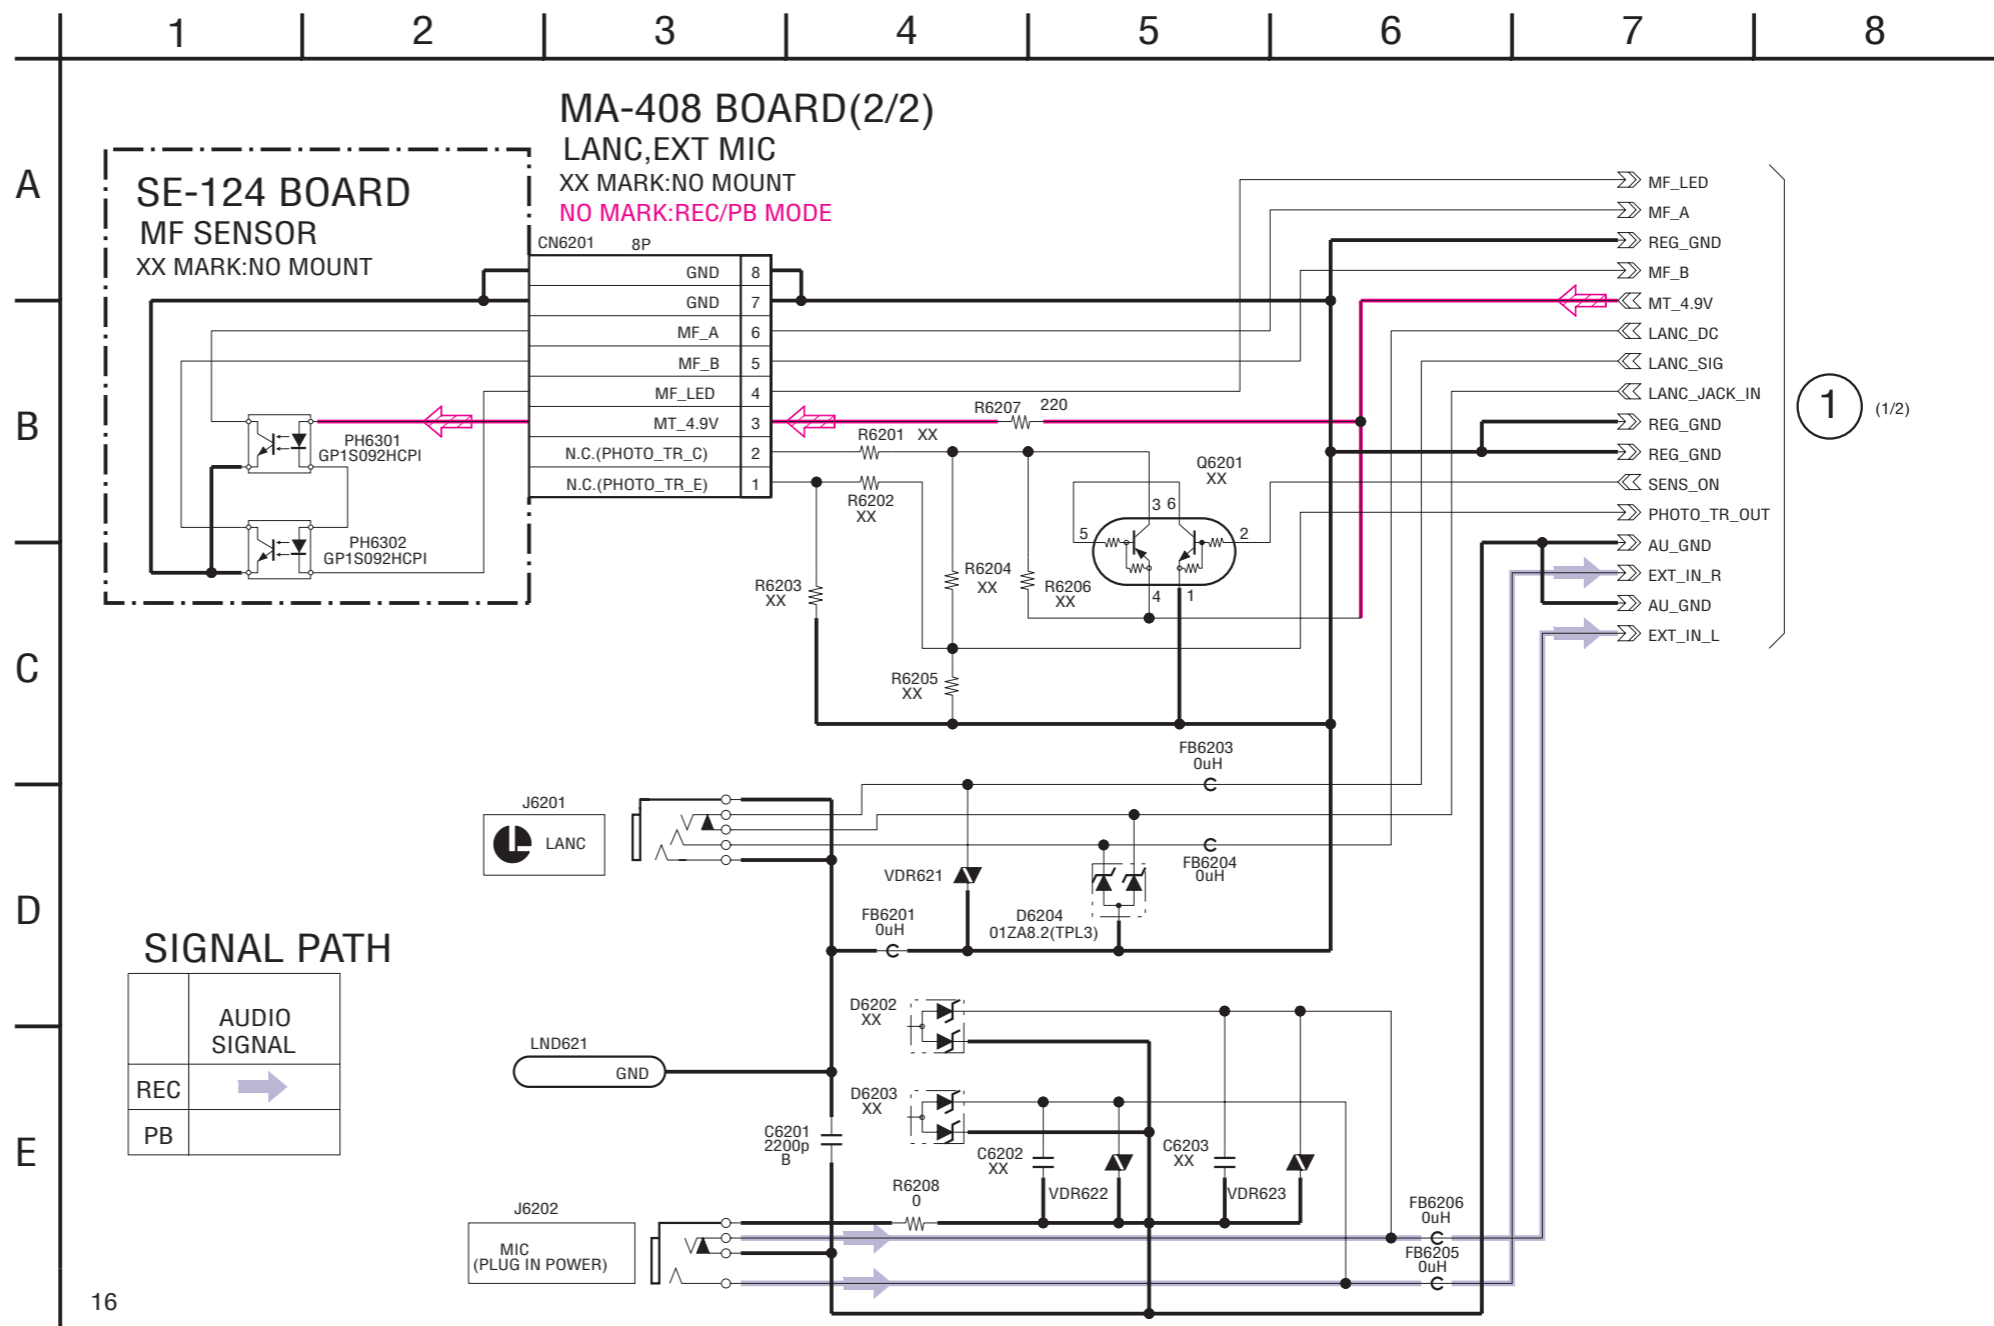 1 2 3 4 5 6 7 8
A
B
C
D
E
MA-408 BOARD(2/2)
LANC,EXT MIC
XX MARK:NO MOUNT
NO MARK:REC/PB MODE
SE-124 BOARD
MF SENSOR
XX MARK:NO MOUNT
CN6201 8P
GND 8
GND 7
MF_A 6
MF_B 5
MF_LED 4
MT_4.9V 3
N.C.(PHOTO_TR_C) 2
N.C.(PHOTO_TR_E) 1
PH6301
GP1S092HCPI
PH6302
GP1S092HCPI
MF_LED
MF_A
REG_GND
MF_B
MT_4.9V
LANC_DC
LANC_SIG
LANC_JACK_IN
REG_GND
REG_GND
SENS_ON
PHOTO_TR_OUT
AU_GND
EXT_IN_R
AU_GND
EXT_IN_L
1 (1/2)
R6207 220
R6201 XX
R6202
XX
Q6201
XX
3 6
5 2
4 1
R6203
XX
R6204
XX
R6206
XX
R6205
XX
FB6203
0uH
J6201
LANC
FB6204
0uH
VDR621
FB6201
0uH
D6204
01ZA8.2(TPL3)
SIGNAL PATH
AUDIO
SIGNAL
REC
PB
D6202
XX
LND621
GND
D6203
XX
C6201
2200p
B
C6202
XX
C6203
XX
VDR622
VDR623
R6208
0
J6202
MIC
(PLUG IN POWER)
FB6206
0uH
FB6205
0uH
16